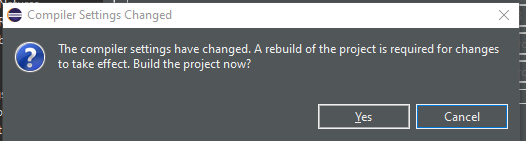 Compiler Settings Changed
The compiler settings have changed. A rebuild of the project is required for changes
to take effect. Build the project now?
Yes
Cancel